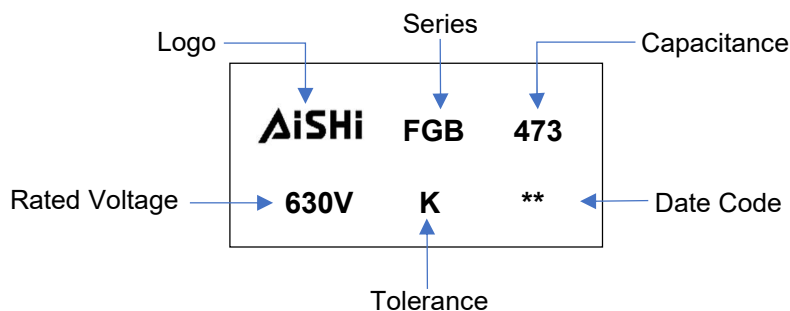 Series
Logo
Capacitance
AiSHi FGB 473
Rated Voltage
630V K **
Date Code
Tolerance